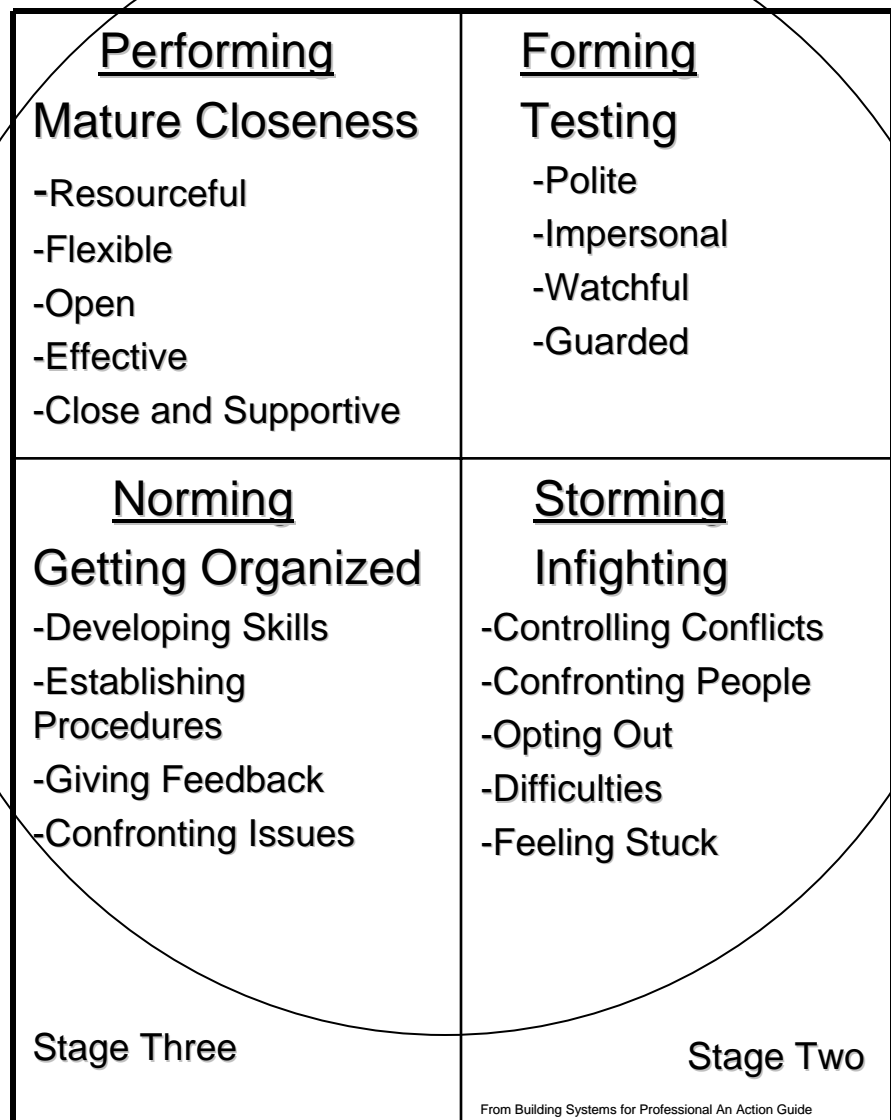 Performing
Mature Closeness
-Resourceful
-Flexible
-Open
-Effective
-Close and Supportive
Forming
Testing
-Polite
-Impersonal
-Watchful
-Guarded
Norming
Getting Organized
-Developing Skills
-Establishing
Procedures
-Giving Feedback
-Confronting Issues
Stage Three
Storming
Infighting
-Controlling Conflicts
-Confronting People
-Opting Out
-Difficulties
-Feeling Stuck
Stage Two
From Building Systems for Professional An Action Guide